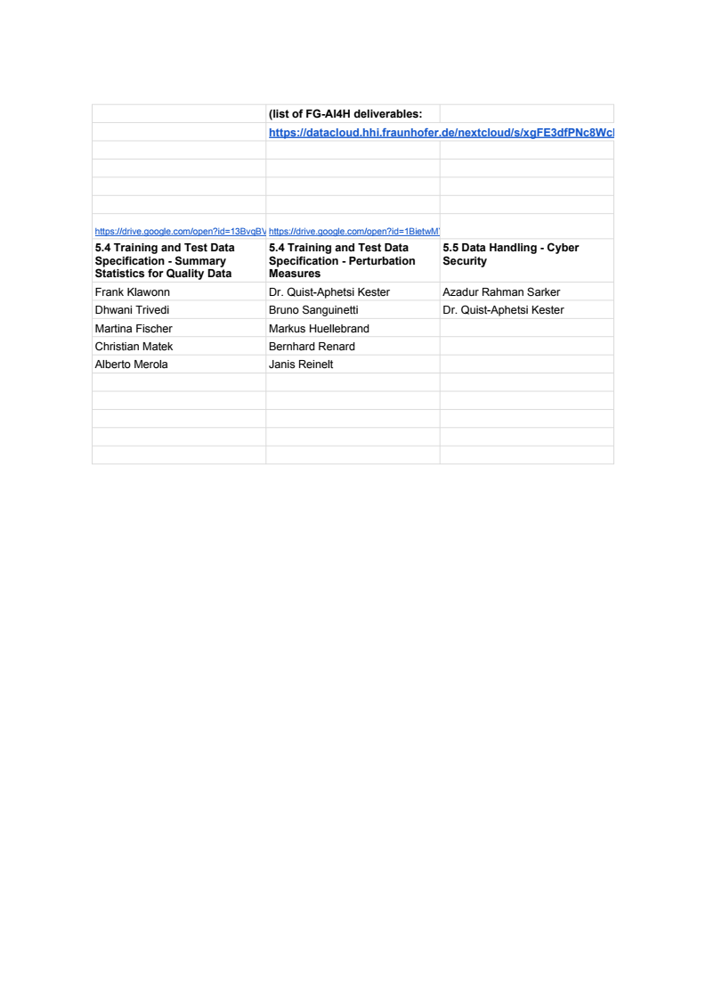 (list of FG-AI4H deliverables:
https://datacloud.hhi.fraunhofer.de/nextcloud/s/xgFE3dfPNc8Wc
https://drive.google.com/open?id=13BvgBV https://drive.google.com/open?id=1BietwM
5.4 Training and Test Data 5.4 Training and Test Data 5.5 Data Handling - Cyber
Specification - Summary Specification - Perturbation Security
Statistics for Quality Data Measures
Frank Klawonn Dr. Quist-Aphetsi Kester Azadur Rahman Sarker
Dhwani Trivedi Bruno Sanguinetti Dr. Quist-Aphetsi Kester
Martina Fischer Markus Huellebrand
Christian Matek Bernhard Renard
Alberto Merola Janis Reinelt